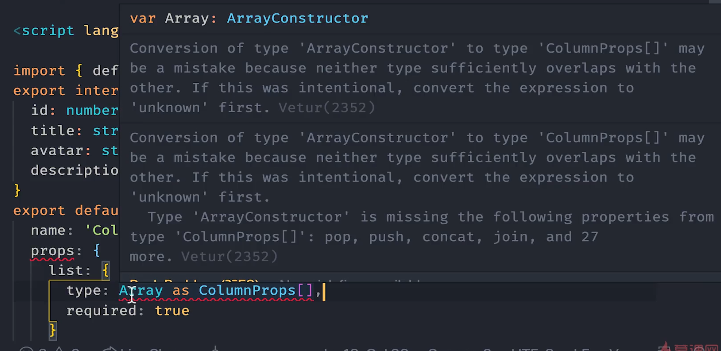 <script lang
var Array: ArrayConstructor
Conversion of type 'ArrayConstructor' to type 'ColumnProps[]' may
be a mistake because neither type sufficiently overlaps with the
other. If this was intentional, convert the expression to
'unknown' first. Vetur(2352)
Conversion of type 'ArrayConstructor' to type 'ColumnProps[]' may
be a mistake because neither type sufficiently overlaps with the
other. If this was intentional, convert the expression to
'unknown' first.
Type 'ArrayConstructor' is missing the following properties from
type 'ColumnProps[]': pop, push, concat, join, and 27
more. Vetur(2352)
import { def
export inter
id: number
title: str
avatar: st
descriptio
}
export defau
name: 'Col
props: {
list: {
type: Array as ColumnProps[],
required: true
}